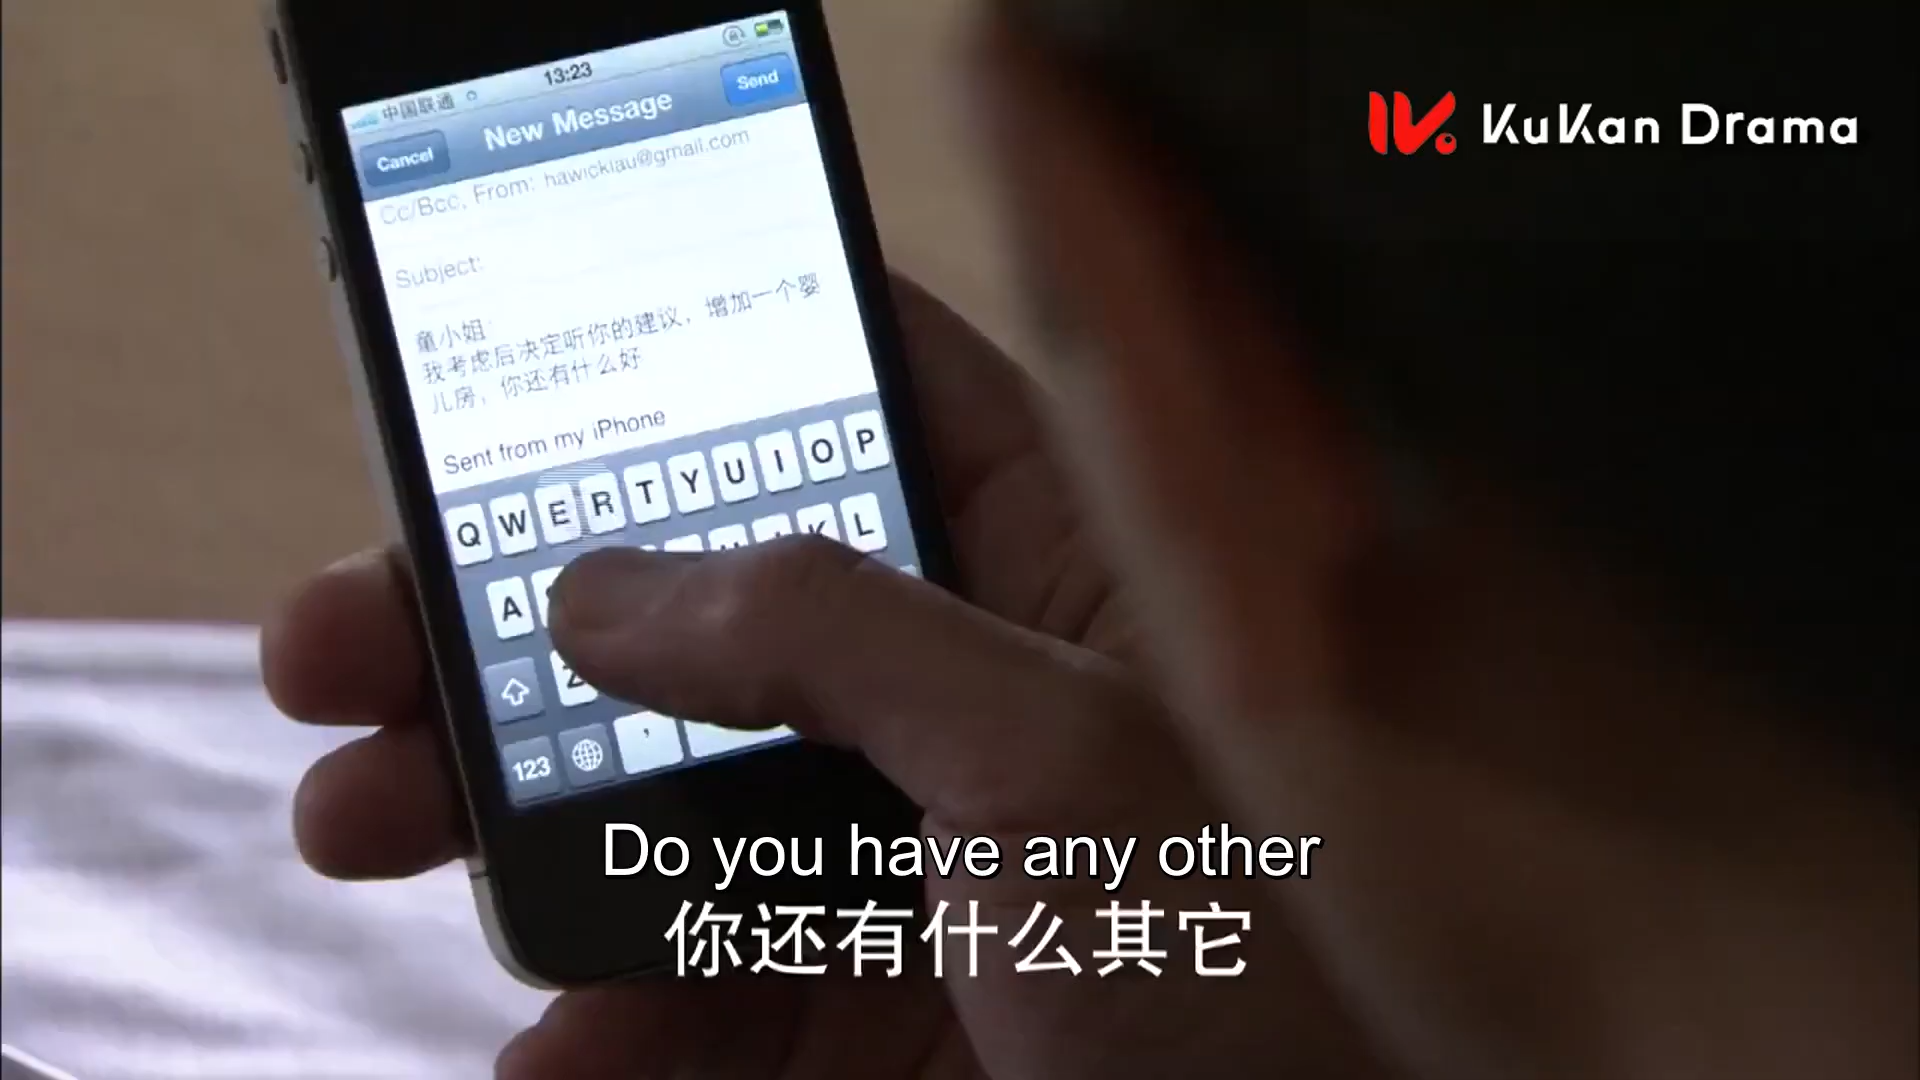 中国联通
13:23
Cancel
New Message
Send
Cc/Bcc, From: hawicklau@gmail.com
Subject:
童小姐:
我考虑后决定听你的建议，增加一个婴
儿房，你还有什么好
Sent from my iPhone
Q W E R T Y U I O P
A K L
Z
123 ,
KuKan Drama
Do you have any other
你还有什么其它